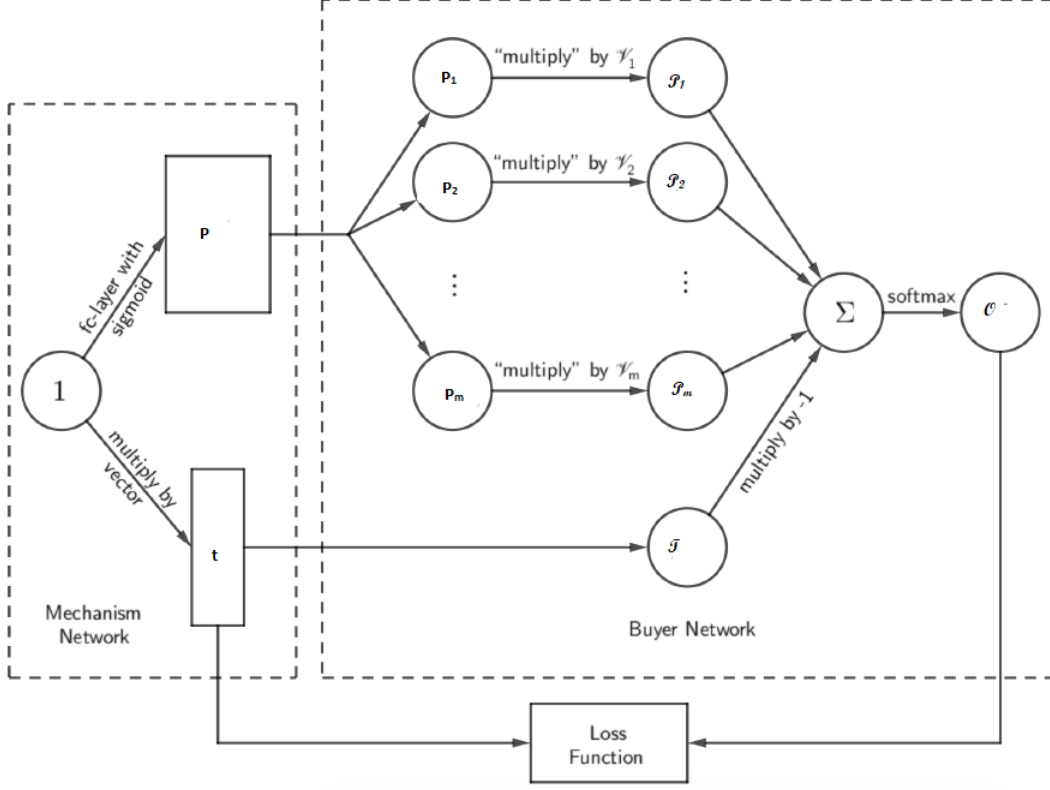 P₁
"multiply" by 𝒱₁
𝒫₁
P₂
"multiply" by 𝒱₂
𝒫₂
P
fc-layer with
sigmoid
⋮
⋮
Σ
softmax
𝒪
1
Pₘ
"multiply" by 𝒱ₘ
𝒫ₘ
multiply by
vector
multiply by -1
t
𝒯
Mechanism
Network
Buyer Network
Loss
Function